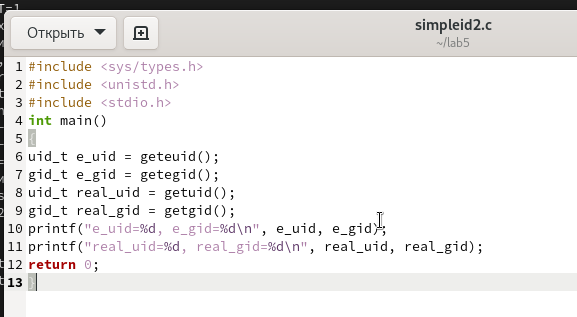 Открыть
simpleid2.c
~/lab5
1 #include <sys/types.h>
2 #include <unistd.h>
3 #include <stdio.h>
4 int main()
5 {
6 uid_t e_uid = geteuid();
7 gid_t e_gid = getegid();
8 uid_t real_uid = getuid();
9 gid_t real_gid = getgid();
10 printf("e_uid=%d, e_gid=%d\n", e_uid, e_gid);
11 printf("real_uid=%d, real_gid=%d\n", real_uid, real_gid);
12 return 0;
13 }